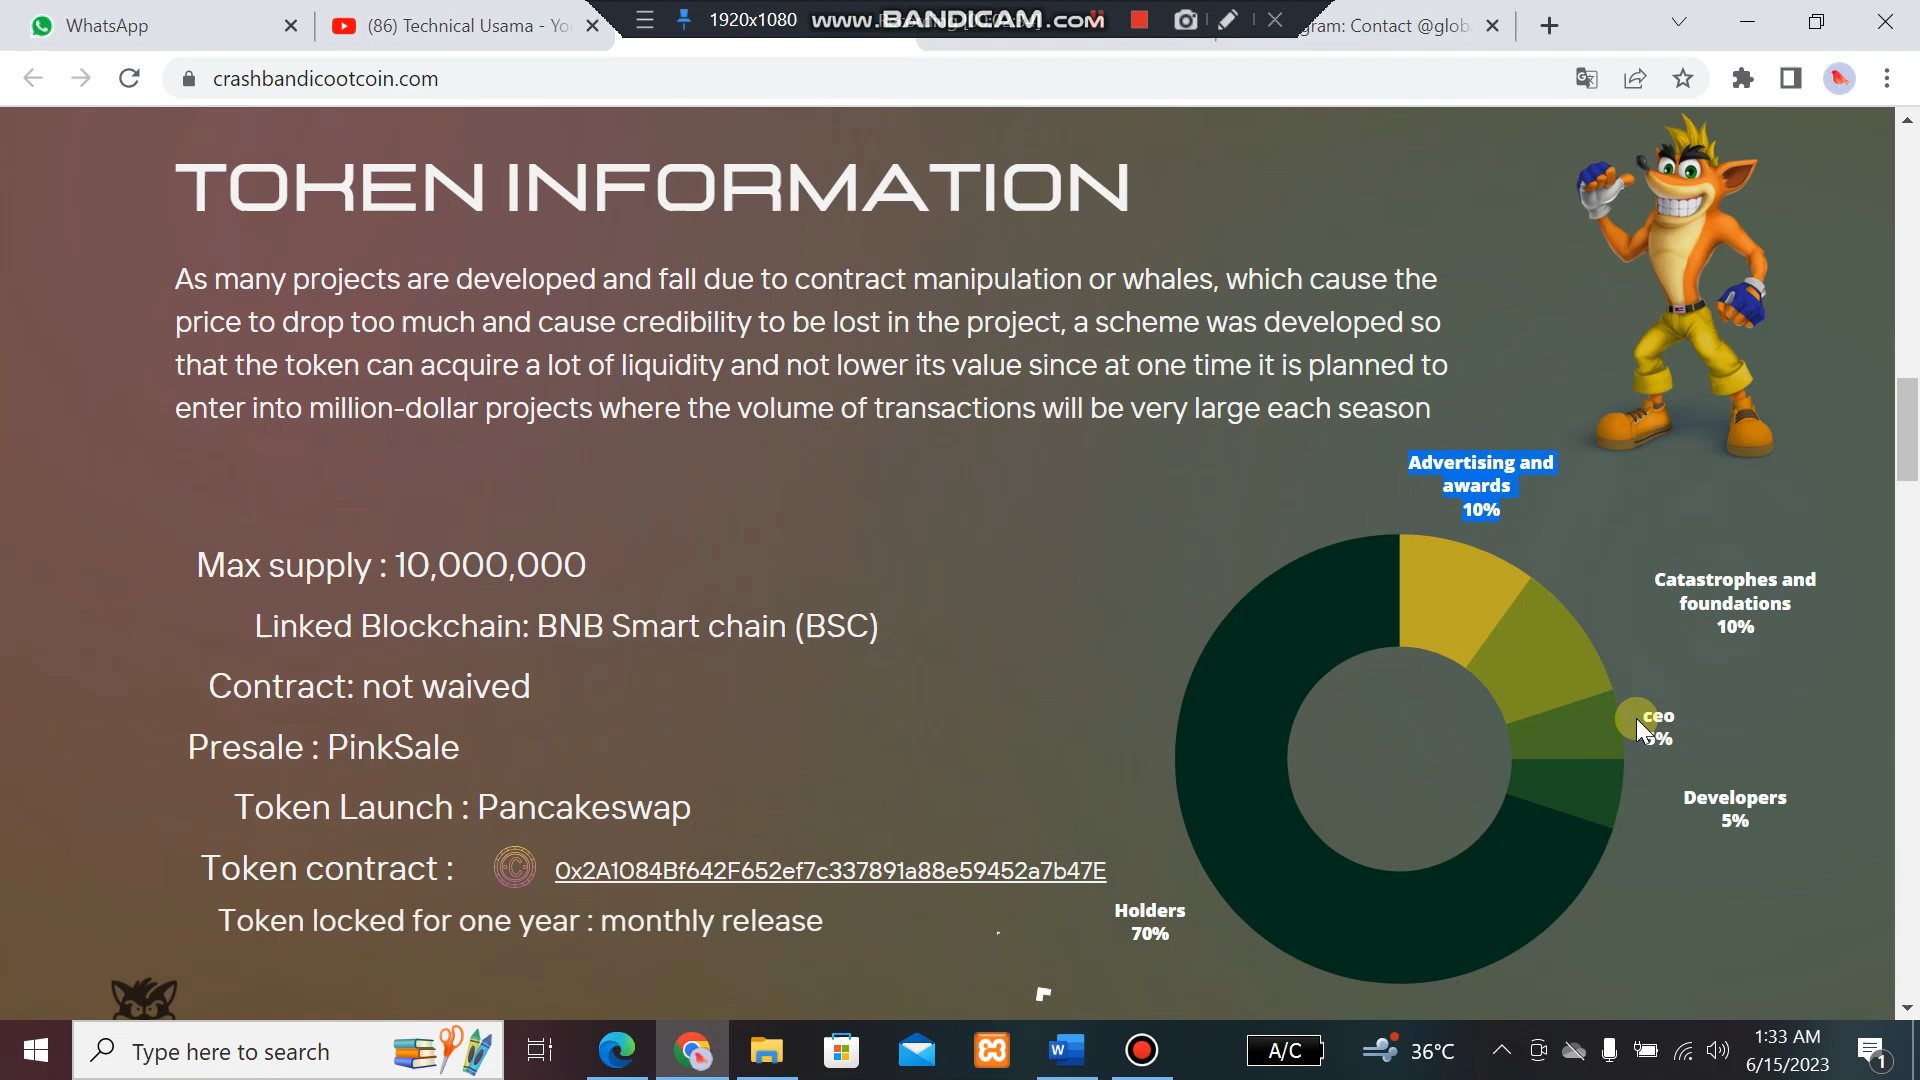 WhatsApp
(86) Technical Usama - Yo
1920x1080
www.BANDICAM.com
gram: Contact @glob
crashbandicootcoin.com
TOKEN INFORMATION
As many projects are developed and fall due to contract manipulation or whales, which cause the
price to drop too much and cause credibility to be lost in the project, a scheme was developed so
that the token can acquire a lot of liquidity and not lower its value since at one time it is planned to
enter into million-dollar projects where the volume of transactions will be very large each season
Advertising and
awards
10%
Catastrophes and
foundations
10%
ceo
5%
Developers
5%
Holders
70%
Max supply : 10,000,000
Linked Blockchain: BNB Smart chain (BSC)
Contract: not waived
Presale : PinkSale
Token Launch : Pancakeswap
Token contract :
0x2A1084Bf642F652ef7c337891a88e59452a7b47E
Token locked for one year : monthly release
Type here to search
A/C
36°C
1:33 AM
6/15/2023
1